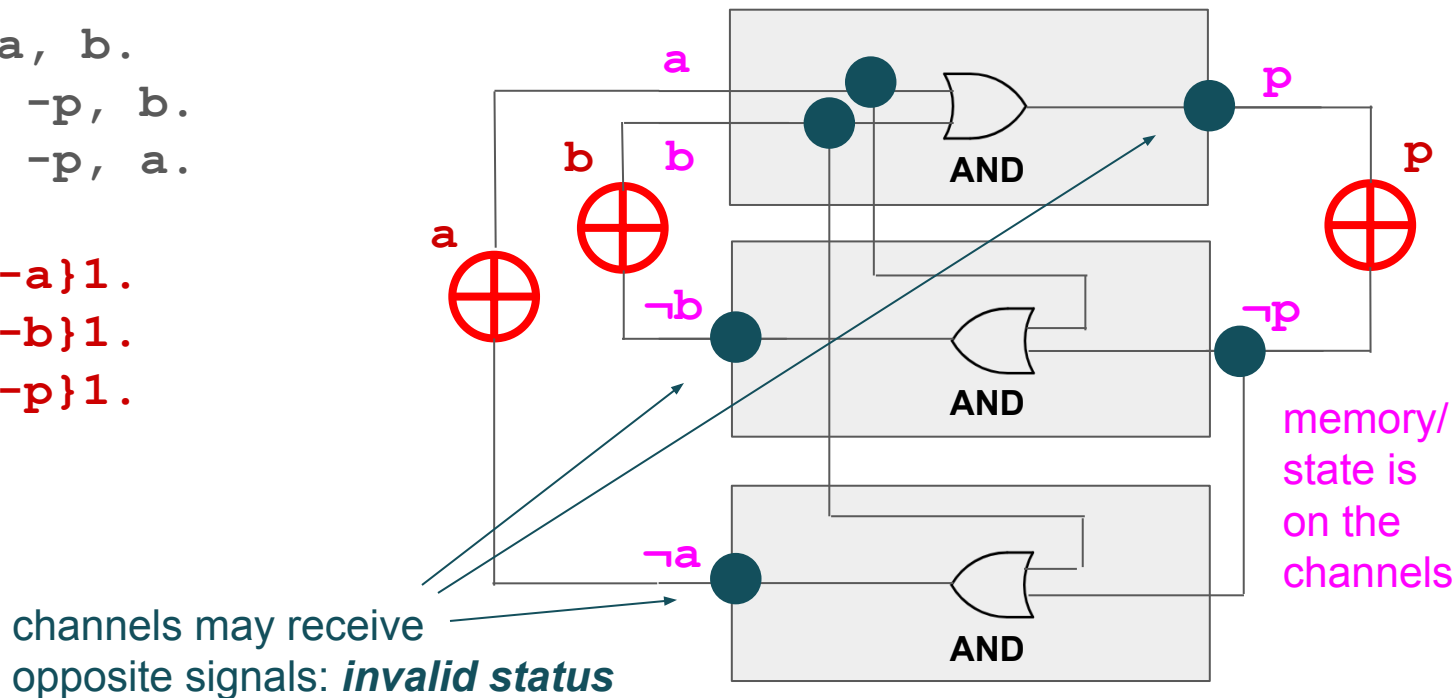 a, b.
-p, b.
-p, a.
-a}1.
-b}1.
-p}1.
a
b
b
a
AND
p
p
¬b
AND
¬p
¬a
AND
memory/
state is
on the
channels
channels may receive
opposite signals: invalid status